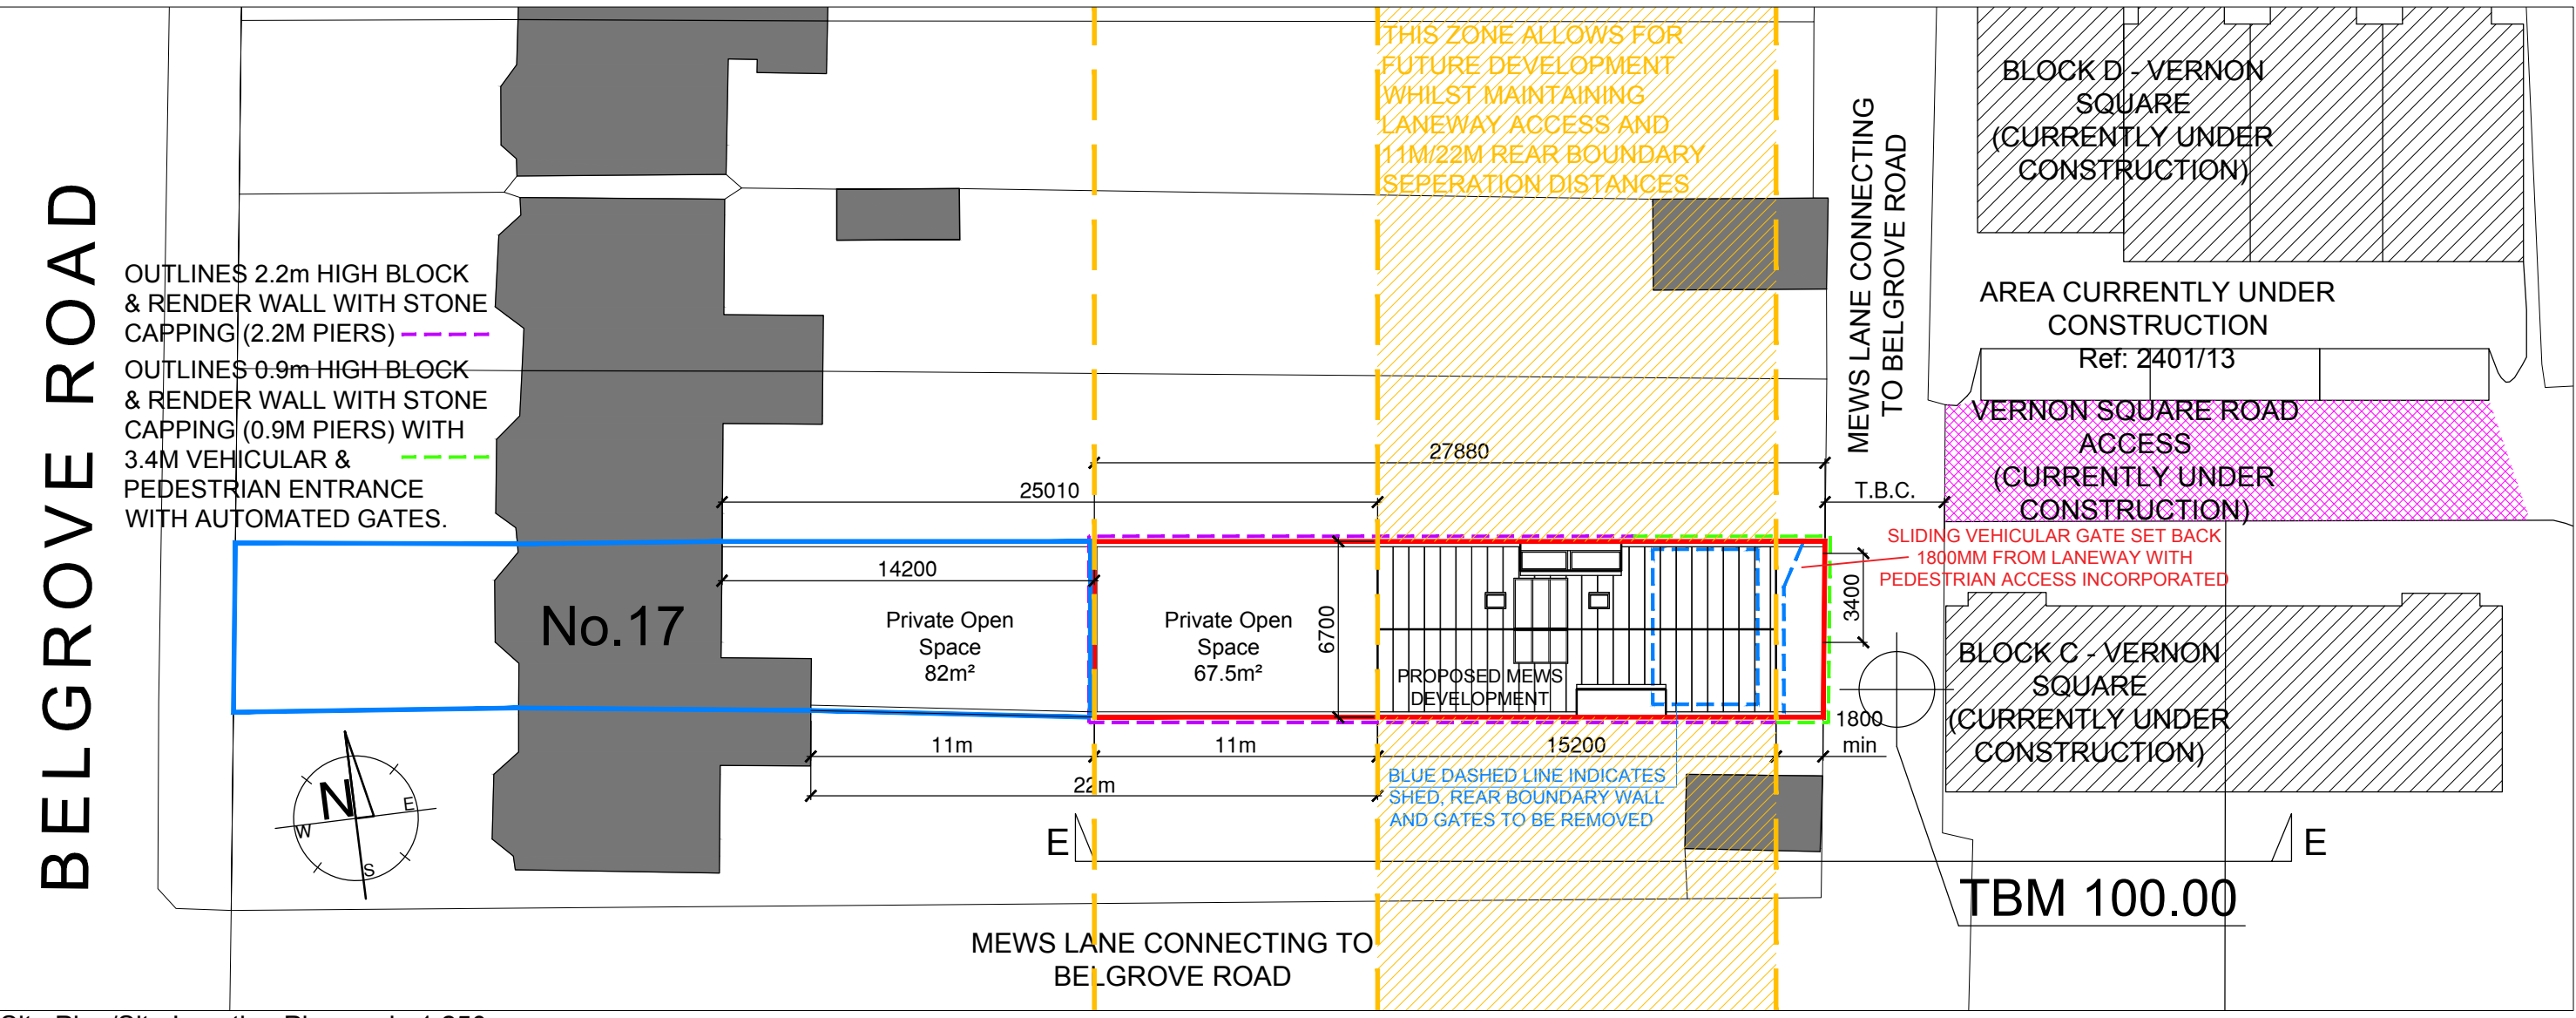 BELGROVE ROAD
OUTLINES 2.2m HIGH BLOCK
& RENDER WALL WITH STONE
CAPPING (2.2M PIERS)
OUTLINES 0.9m HIGH BLOCK
& RENDER WALL WITH STONE
CAPPING (0.9M PIERS) WITH
3.4M VEHICULAR &
PEDESTRIAN ENTRANCE
WITH AUTOMATED GATES.
THIS ZONE ALLOWS FOR
FUTURE DEVELOPMENT
WHILST MAINTAINING
LANEWAY ACCESS AND
11M/22M REAR BOUNDARY
SEPERATION DISTANCES
MEWS LANE CONNECTING
TO BELGROVE ROAD
BLOCK D - VERNON
SQUARE
(CURRENTLY UNDER
CONSTRUCTION)
AREA CURRENTLY UNDER
CONSTRUCTION
Ref: 2401/13
VERNON SQUARE ROAD
ACCESS
(CURRENTLY UNDER
CONSTRUCTION)
27880
25010
T.B.C.
SLIDING VEHICULAR GATE SET BACK
1800MM FROM LANEWAY WITH
PEDESTRIAN ACCESS INCORPORATED
14200
No.17
Private Open
Space
82m²
Private Open
Space
67.5m²
6700
PROPOSED MEWS
DEVELOPMENT
3400
BLOCK C - VERNON
SQUARE
(CURRENTLY UNDER
CONSTRUCTION)
11m
11m
15200
1800
min
22m
BLUE DASHED LINE INDICATES
SHED, REAR BOUNDARY WALL
AND GATES TO BE REMOVED
N
E
W
S
E
E
TBM 100.00
MEWS LANE CONNECTING TO
BELGROVE ROAD